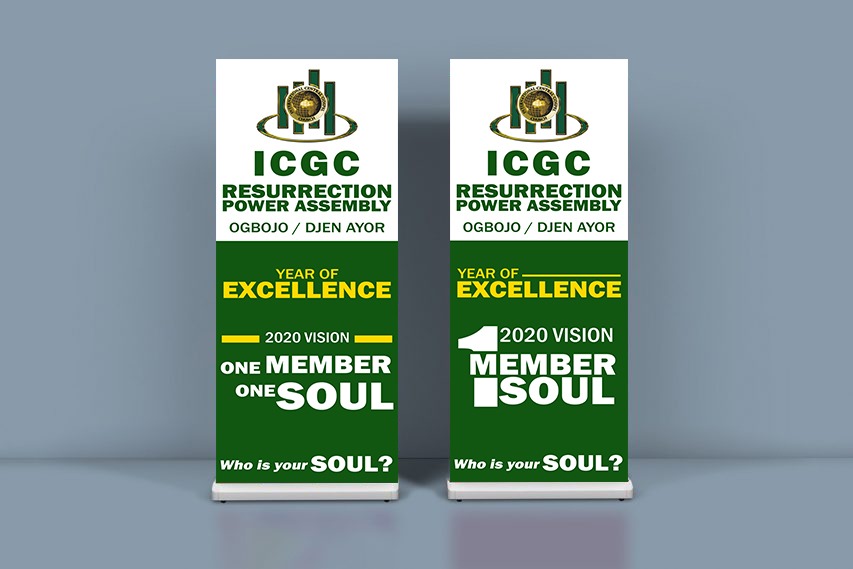 ICGC
RESURRECTION
POWER ASSEMBLY
OGBOJO / DJEN AYOR
YEAR OF
EXCELLENCE
2020 VISION
ONE MEMBER
ONE SOUL
Who is your SOUL?
ICGC
RESURRECTION
POWER ASSEMBLY
OGBOJO / DJEN AYOR
YEAR OF
EXCELLENCE
1 2020 VISION
MEMBER
SOUL
Who is your SOUL?